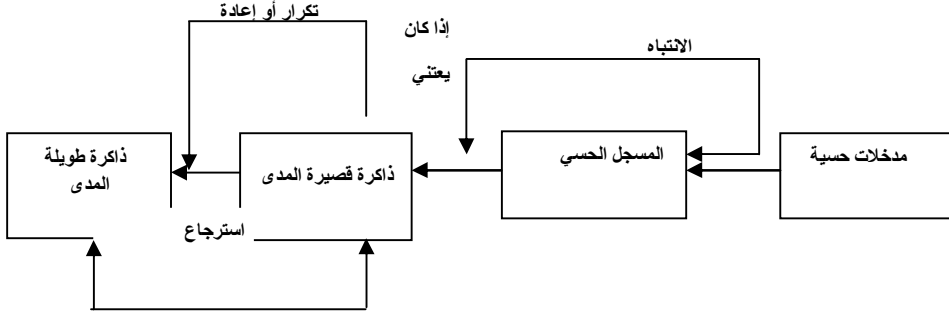 تكرار أو إعادة
إذا كان
يعتني
الانتباه
مدخلات حسية
المسجل الحسي
ذاكرة قصيرة المدى
ذاكرة طويلة
المدى
استرجاع